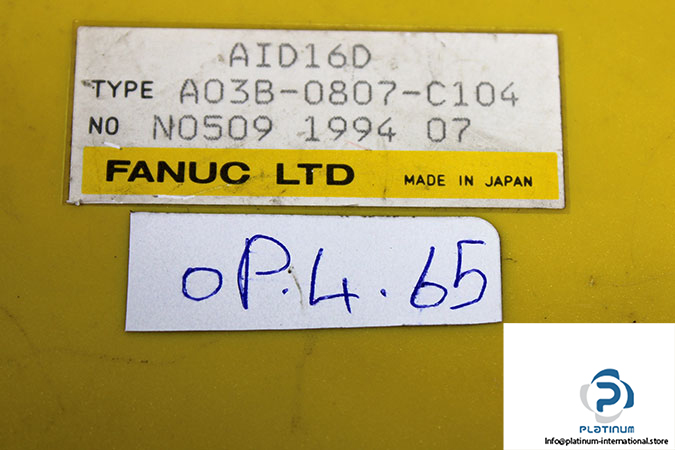 AID16D
TYPE A03B-0807-C104
NO N0509 1994 07
FANUC LTD MADE IN JAPAN
oP.4.65
P
PLATINUM
Info@platinum-international.store